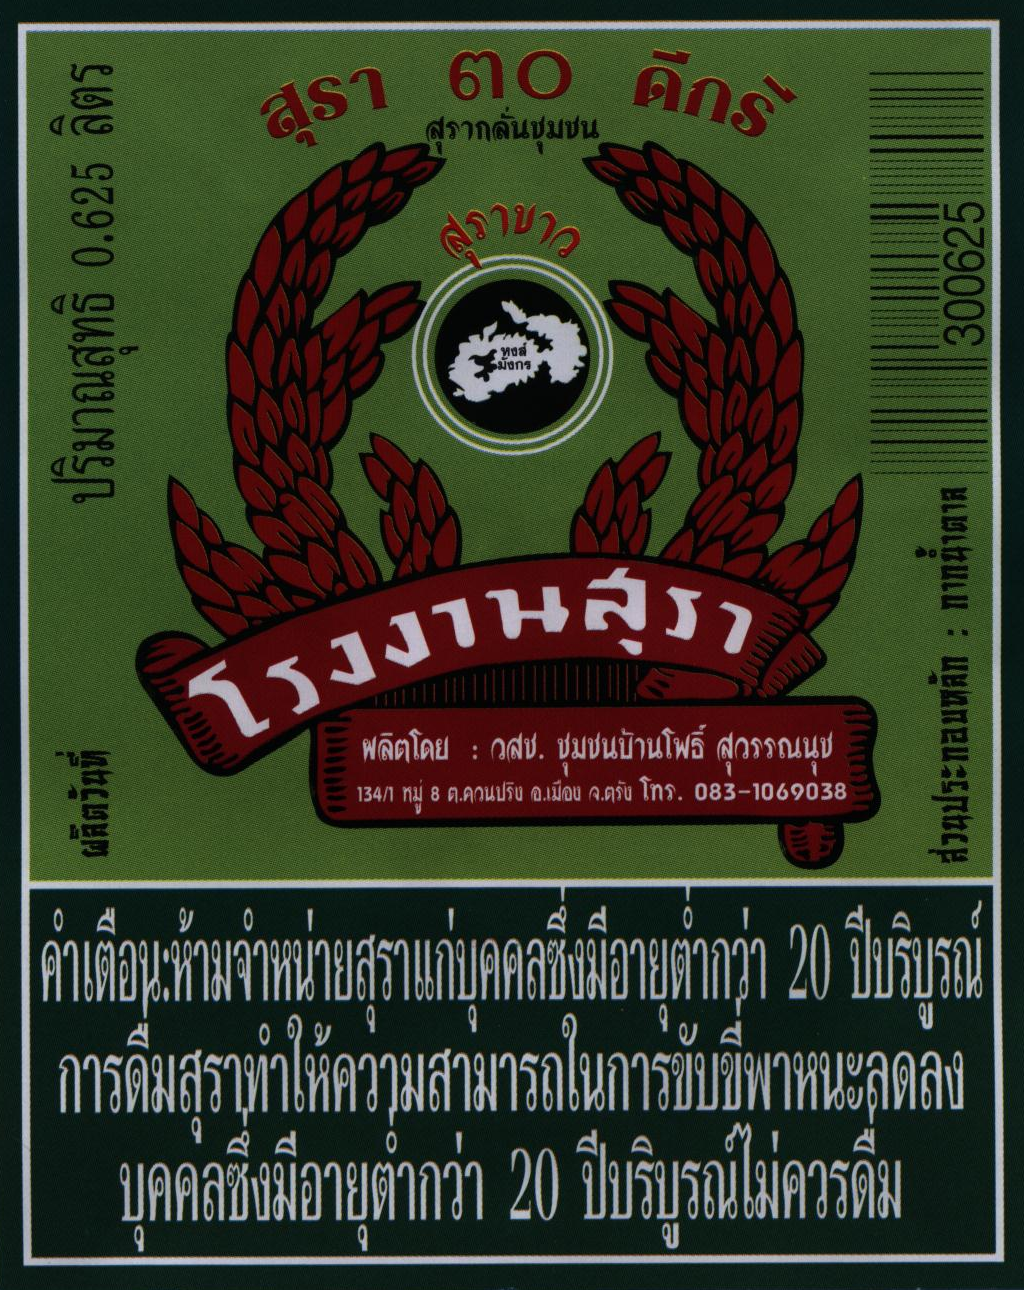 สุรา ๓๐ ดีกรี
สุรากลั่นชุมชน
สุราขาว
หงส์
มังกร
โรงงานสุรา
ผลิตโดย : วสช. ชุมชนบ้านโพธิ์ สุวรรณนุช
134/1 หมู่ 8 ต.ควนปริง อ.เมือง จ.ตรัง โทร. 083-1069038
ปริมาณสุทธิ 0.625 ลิตร
ผลิตวันที่
300625
ส่วนประกอบหลัก : กากน้ำตาล
คำเตือน:ห้ามจำหน่ายสุราแก่บุคคลซึ่งมีอายุต่ำกว่า 20 ปีบริบูรณ์
การดื่มสุราทำให้ความสามารถในการขับขี่พาหนะลดลง
บุคคลซึ่งมีอายุต่ำกว่า 20 ปีบริบูรณ์ไม่ควรดื่ม